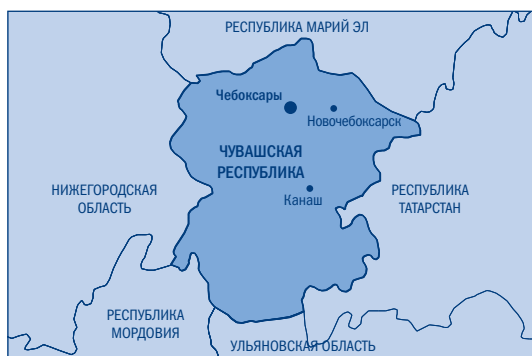 РЕСПУБЛИКА МАРИЙ ЭЛ
Чебоксары
Новочебоксарск
ЧУВАШСКАЯ
РЕСПУБЛИКА
НИЖЕГОРОДСКАЯ
ОБЛАСТЬ
Канаш
РЕСПУБЛИКА
ТАТАРСТАН
РЕСПУБЛИКА
МОРДОВИЯ
УЛЬЯНОВСКАЯ ОБЛАСТЬ